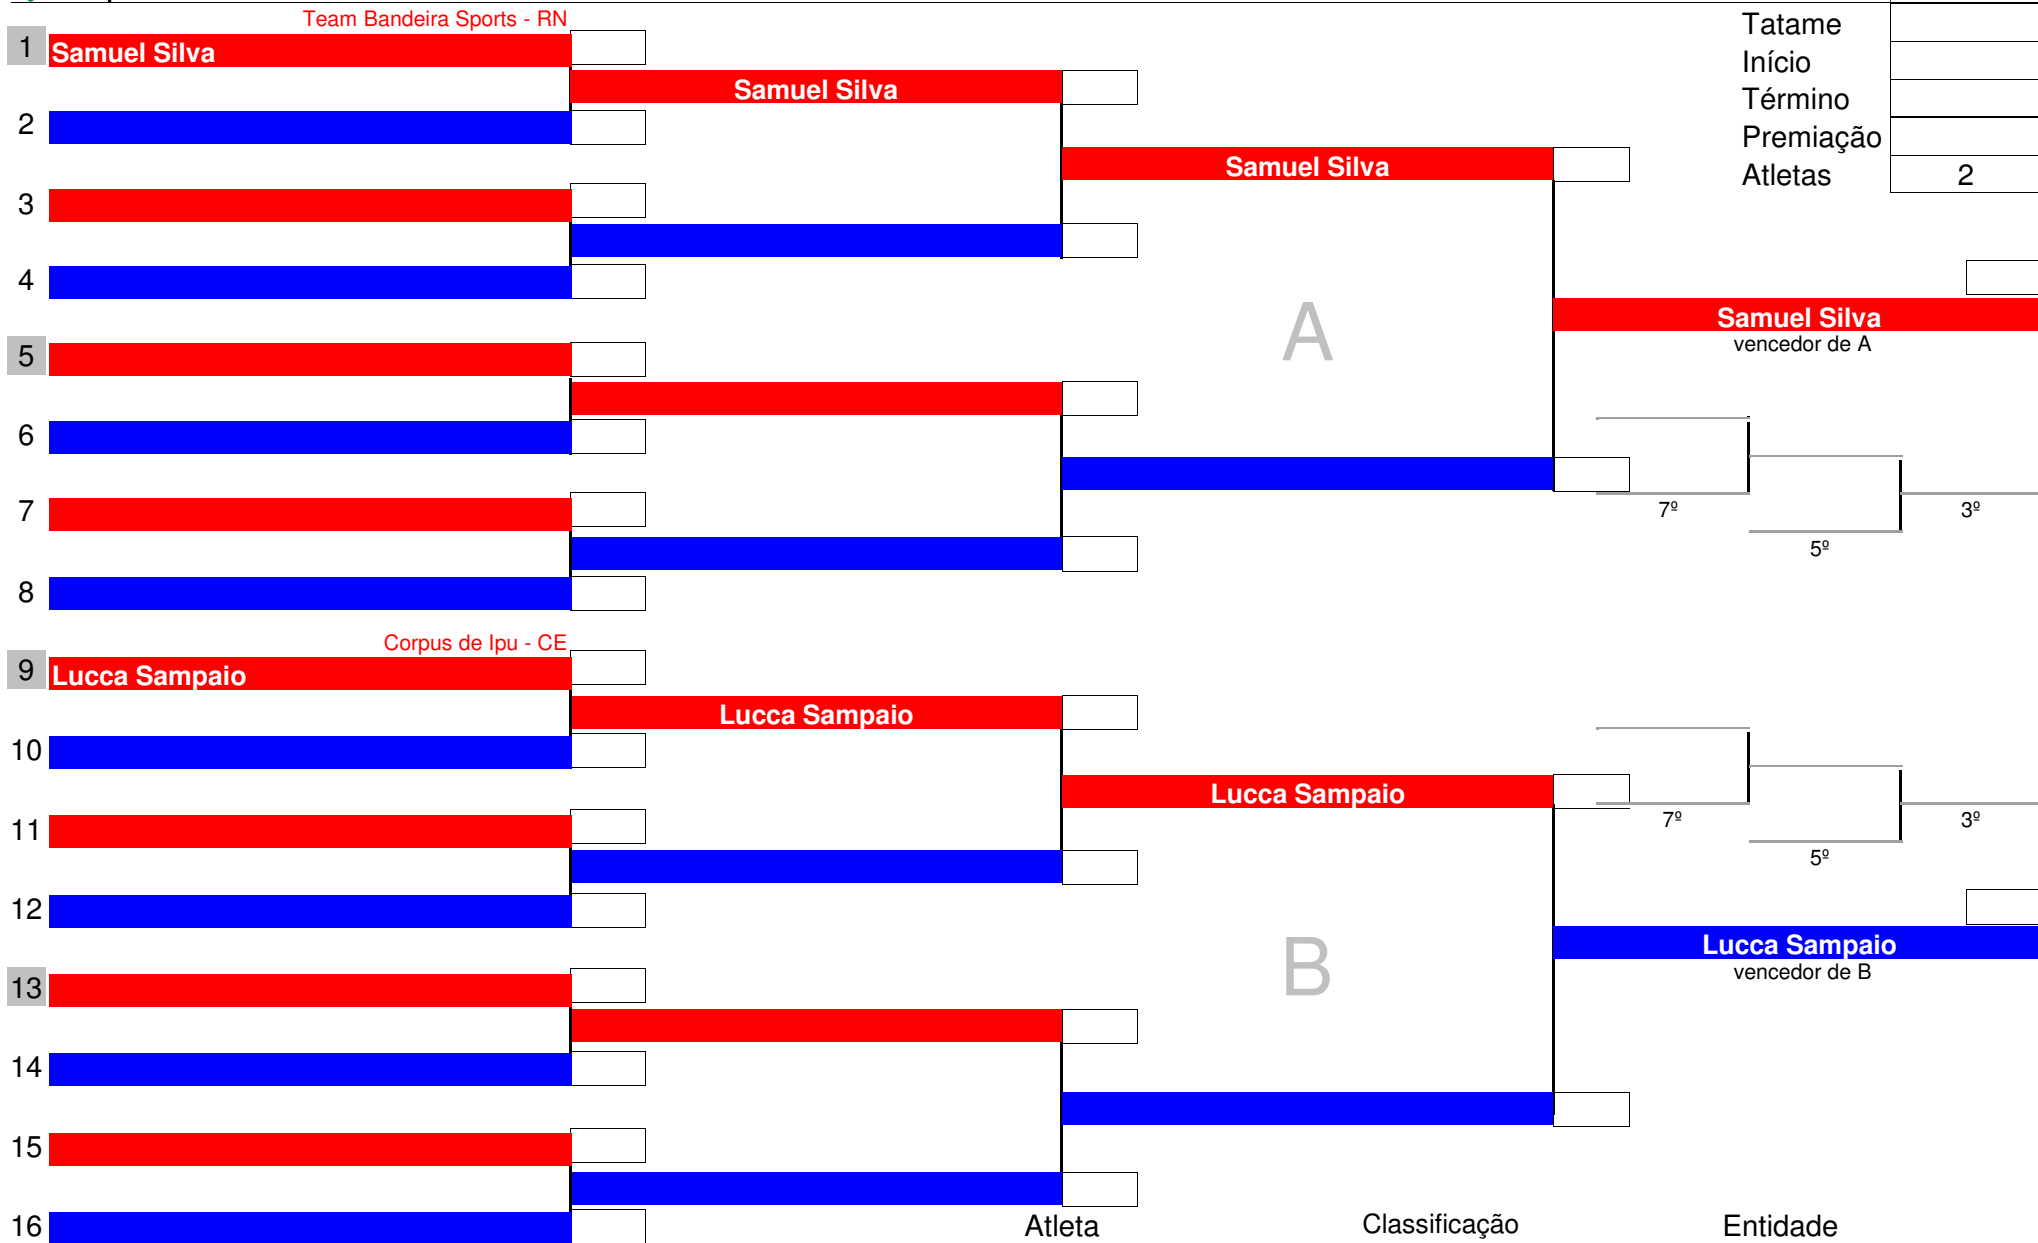 Team Bandeira Sports - RN
Tatame
1 Samuel Silva
Início
Samuel Silva
Término
2
Premiação
Samuel Silva
Atletas 2
3
4
Samuel Silva
vencedor de A
A
5
6
7
7º
3º
5º
8
Corpus de Ipu - CE
9 Lucca Sampaio
Lucca Sampaio
10
Lucca Sampaio
7º
3º
11
5º
12
Lucca Sampaio
vencedor de B
B
13
14
15
16
Atleta Classificação Entidade